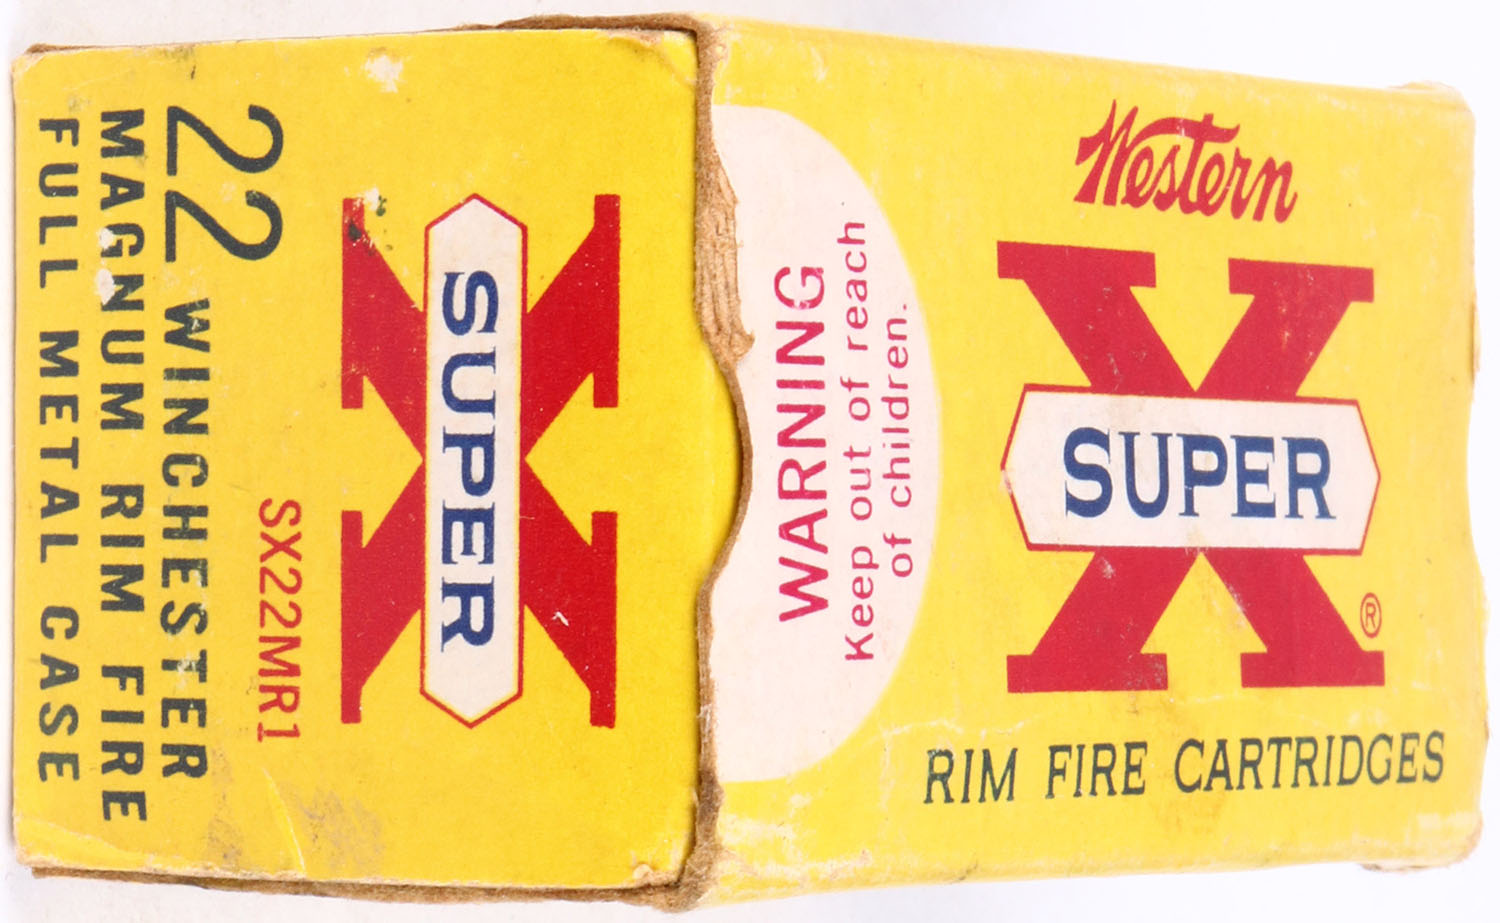 22 WINCHESTER
MAGNUM RIM FIRE
FULL METAL CASE
SX22MR1
SUPER
X
WARNING
Keep out of reach
of children.
Western
SUPER
X
®
RIM FIRE CARTRIDGES